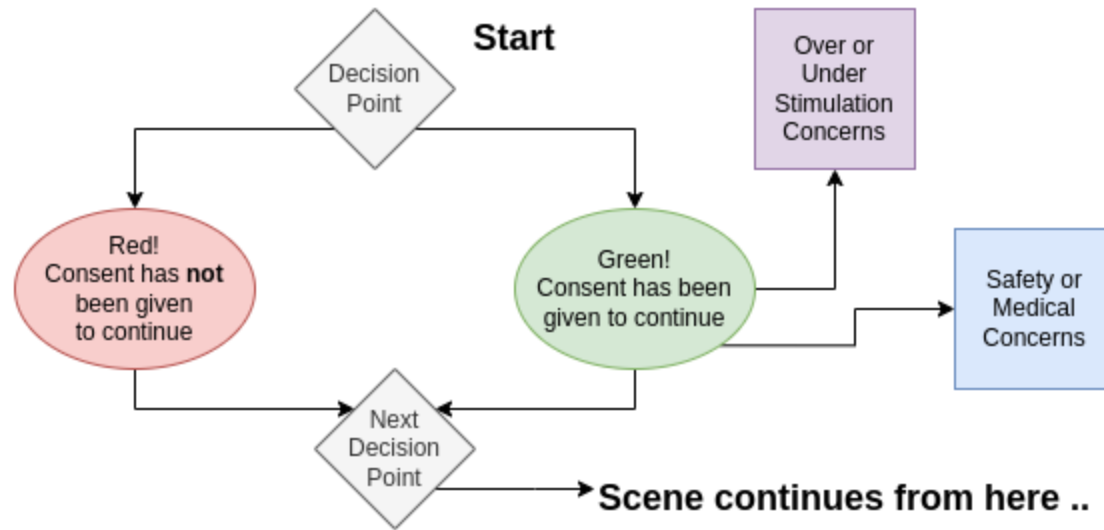 Start
Decision
Point
Over or
Under
Stimulation
Concerns
Red!
Consent has not
been given
to continue
Green!
Consent has been
given to continue
Safety or
Medical
Concerns
Next
Decision
Point
Scene continues from here ..